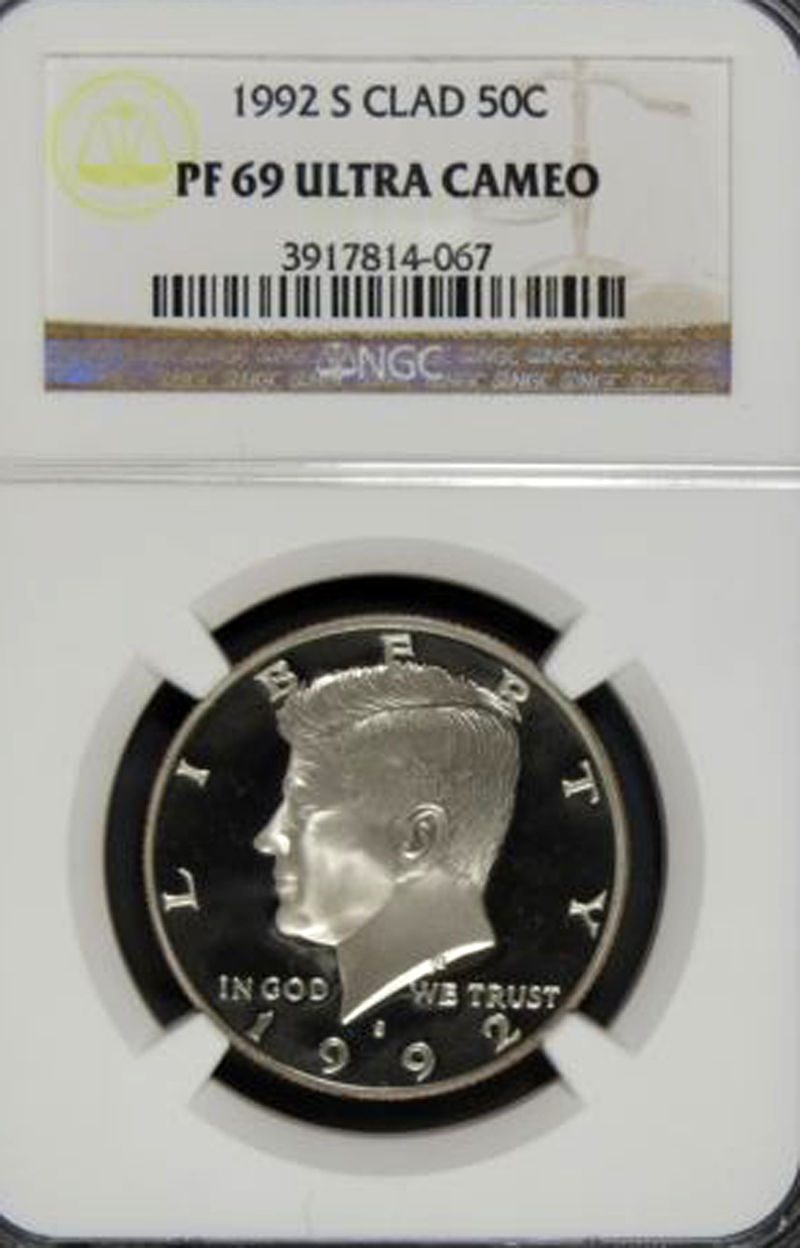 1992 S CLAD 50C
PF 69 ULTRA CAMEO
3917814-067
NGC
LIBERTY
IN GOD WE TRUST
S
1992